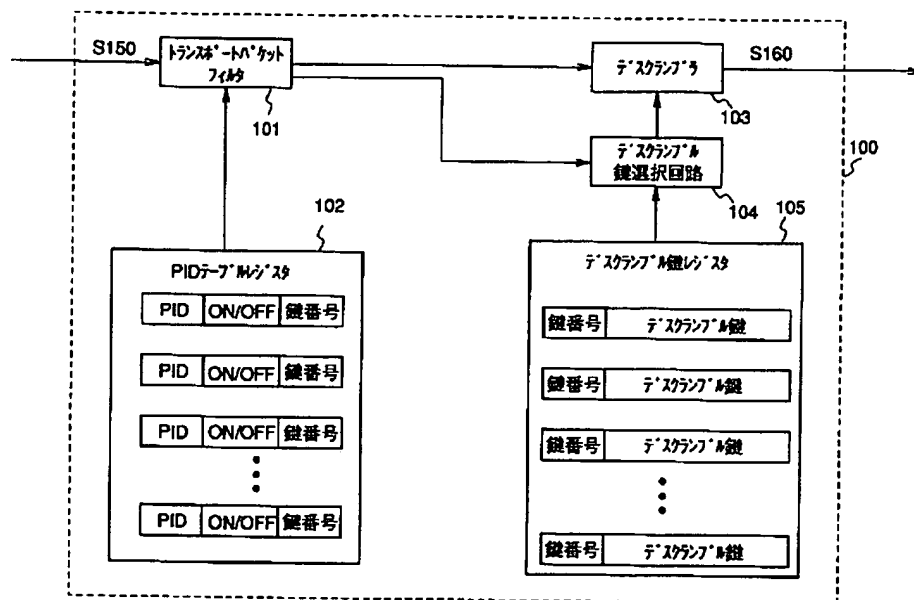 S150
トランスポートパケット
フィルタ
101
デスクランブラ
103
S160
デスクランブル
鍵選択回路
104
100
102
PIDテーブルレジスタ
PID ON/OFF 鍵番号
PID ON/OFF 鍵番号
PID ON/OFF 鍵番号
PID ON/OFF 鍵番号
105
デスクランブル鍵レジスタ
鍵番号 デスクランブル鍵
鍵番号 デスクランブル鍵
鍵番号 デスクランブル鍵
鍵番号 デスクランブル鍵